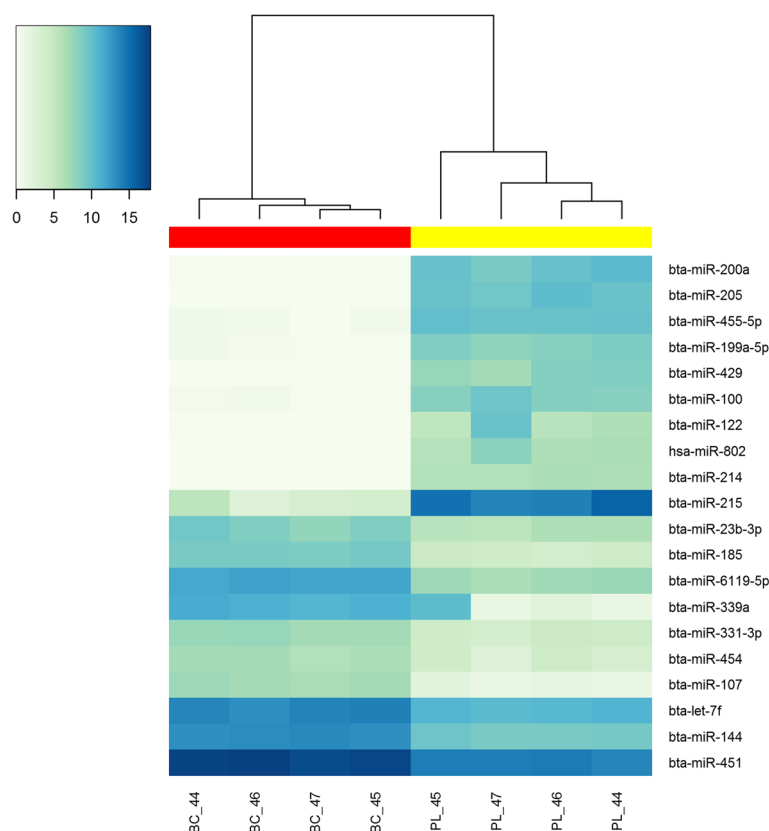 0 5 10 15
bta-miR-200a
bta-miR-205
bta-miR-455-5p
bta-miR-199a-5p
bta-miR-429
bta-miR-100
bta-miR-122
hsa-miR-802
bta-miR-214
bta-miR-215
bta-miR-23b-3p
bta-miR-185
bta-miR-6119-5p
bta-miR-339a
bta-miR-331-3p
bta-miR-454
bta-miR-107
bta-let-7f
bta-miR-144
bta-miR-451
BC_44
BC_46
BC_47
BC_45
PL_45
PL_47
PL_46
PL_44